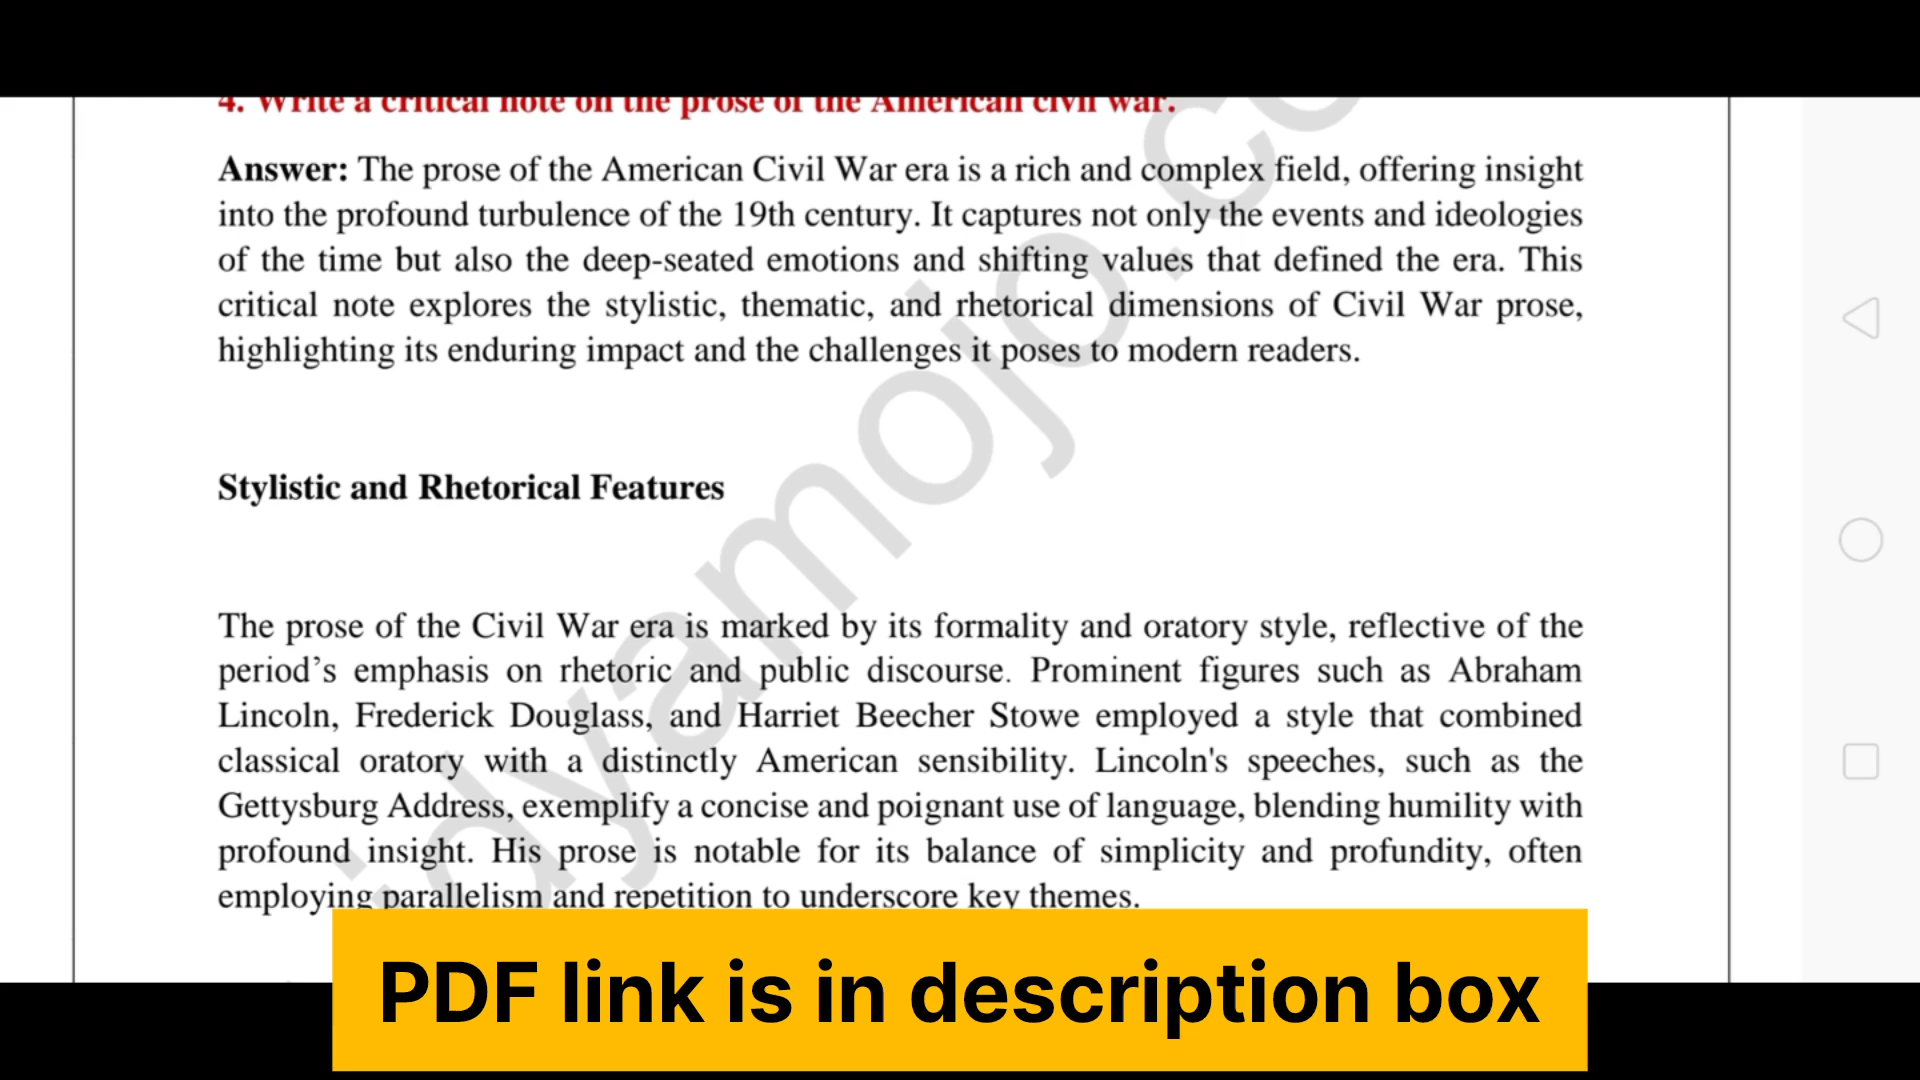 4. Write a critical note on the prose of the American civil war.
Answer: The prose of the American Civil War era is a rich and complex field, offering insight
into the profound turbulence of the 19th century. It captures not only the events and ideologies
of the time but also the deep-seated emotions and shifting values that defined the era. This
critical note explores the stylistic, thematic, and rhetorical dimensions of Civil War prose,
highlighting its enduring impact and the challenges it poses to modern readers.
Stylistic and Rhetorical Features
The prose of the Civil War era is marked by its formality and oratory style, reflective of the
period’s emphasis on rhetoric and public discourse. Prominent figures such as Abraham
Lincoln, Frederick Douglass, and Harriet Beecher Stowe employed a style that combined
classical oratory with a distinctly American sensibility. Lincoln's speeches, such as the
Gettysburg Address, exemplify a concise and poignant use of language, blending humility with
profound insight. His prose is notable for its balance of simplicity and profundity, often
employing parallelism and repetition to underscore key themes.
idyamojo.co
PDF link is in description box